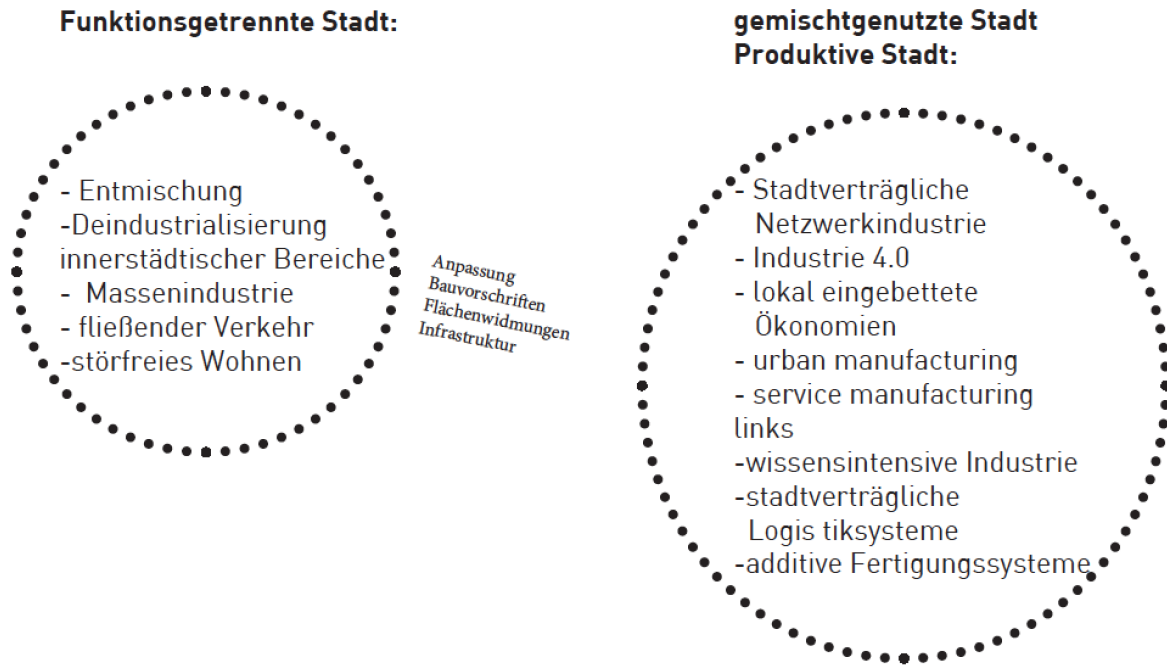 Funktionsgetrennte Stadt:
- Entmischung
-Deindustrialisierung
innerstädtischer Bereiche
- Massenindustrie
- fließender Verkehr
-störfreies Wohnen
Anpassung
Bauvorschriften
Flächenwidmungen
Infrastruktur
gemischtgenutzte Stadt
Produktive Stadt:
- Stadtverträgliche
Netzwerkindustrie
- Industrie 4.0
- lokal eingebettete
Ökonomien
- urban manufacturing
- service manufacturing
links
-wissensintensive Industrie
-stadtverträgliche
Logis tiksysteme
-additive Fertigungssysteme